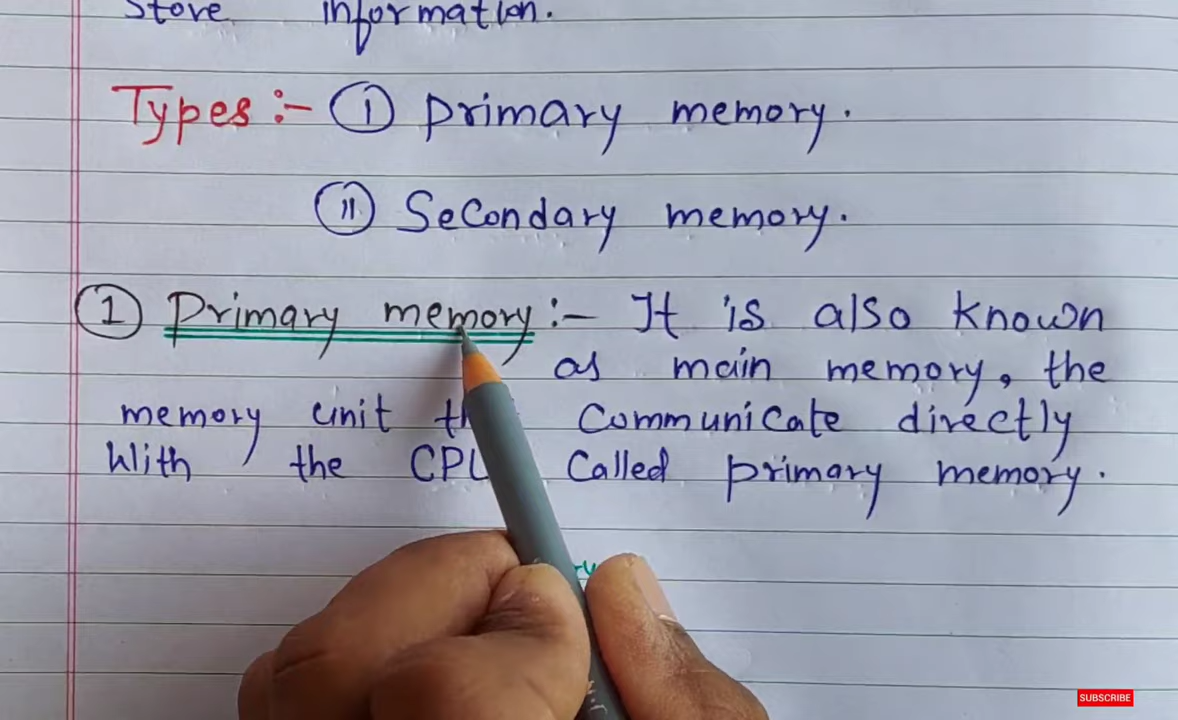 Store information.
Types :- (i) primary memory.
(ii) Secondary memory.
(1) Primary memory :- It is also known
as main memory, the
memory unit communicate directly
With the CPU called primary memory.
SUBSCRIBE